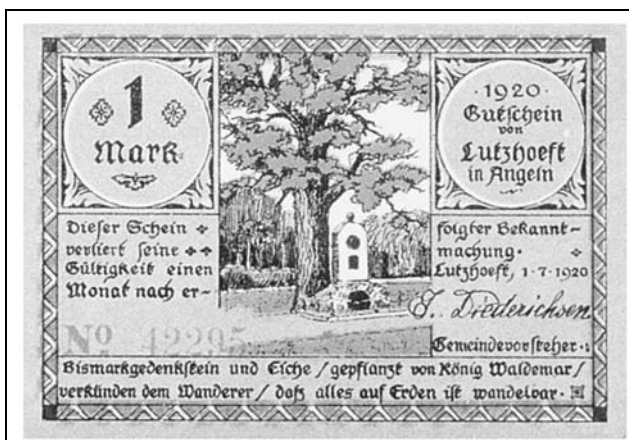 1
Mark
· 1920 ·
Gutschein
von
Lutzhoeft
in Angeln
Dieser Schein
verliert seine
Gültigkeit einen
Monat nach er-
folgter Bekannt-
machung ·
Lutzhoeft, 1 · 7 · 1920
J. Diederichsen
Gemeindevorsteher ·
Nº 42295
Bismarkgedenkstein und Eiche / gepflanzt von König Waldemar /
verkünden dem Wanderer / daß alles auf Erden ist wandelbar ·